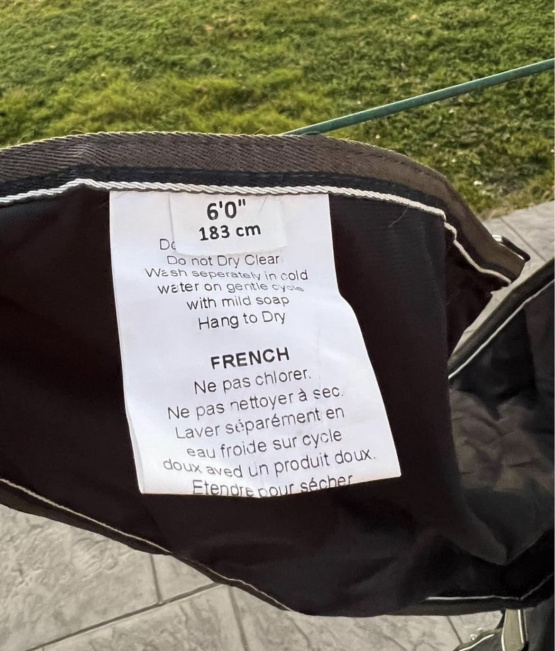 6'0"
183 cm
Do not Dry Clear
Wash seperately in cold
water on gentle cycle
with mild soap
Hang to Dry
FRENCH
Ne pas chlorer.
Ne pas nettoyer à sec.
Laver séparément en
eau froide sur cycle
doux aved un produit doux.
Etendre pour sécher